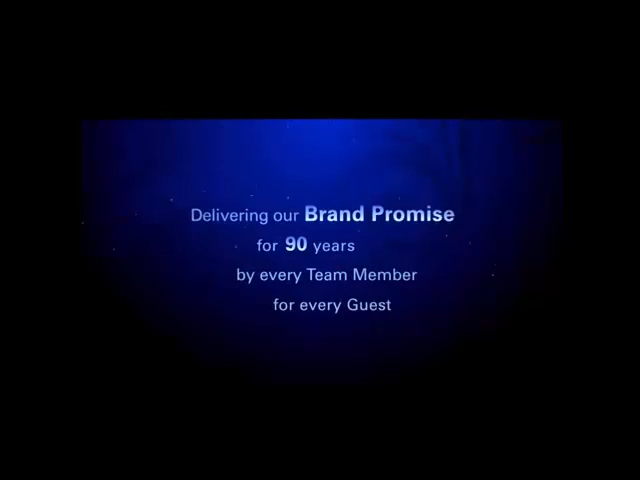 Delivering our Brand Promise
for 90 years
by every Team Member
for every Guest